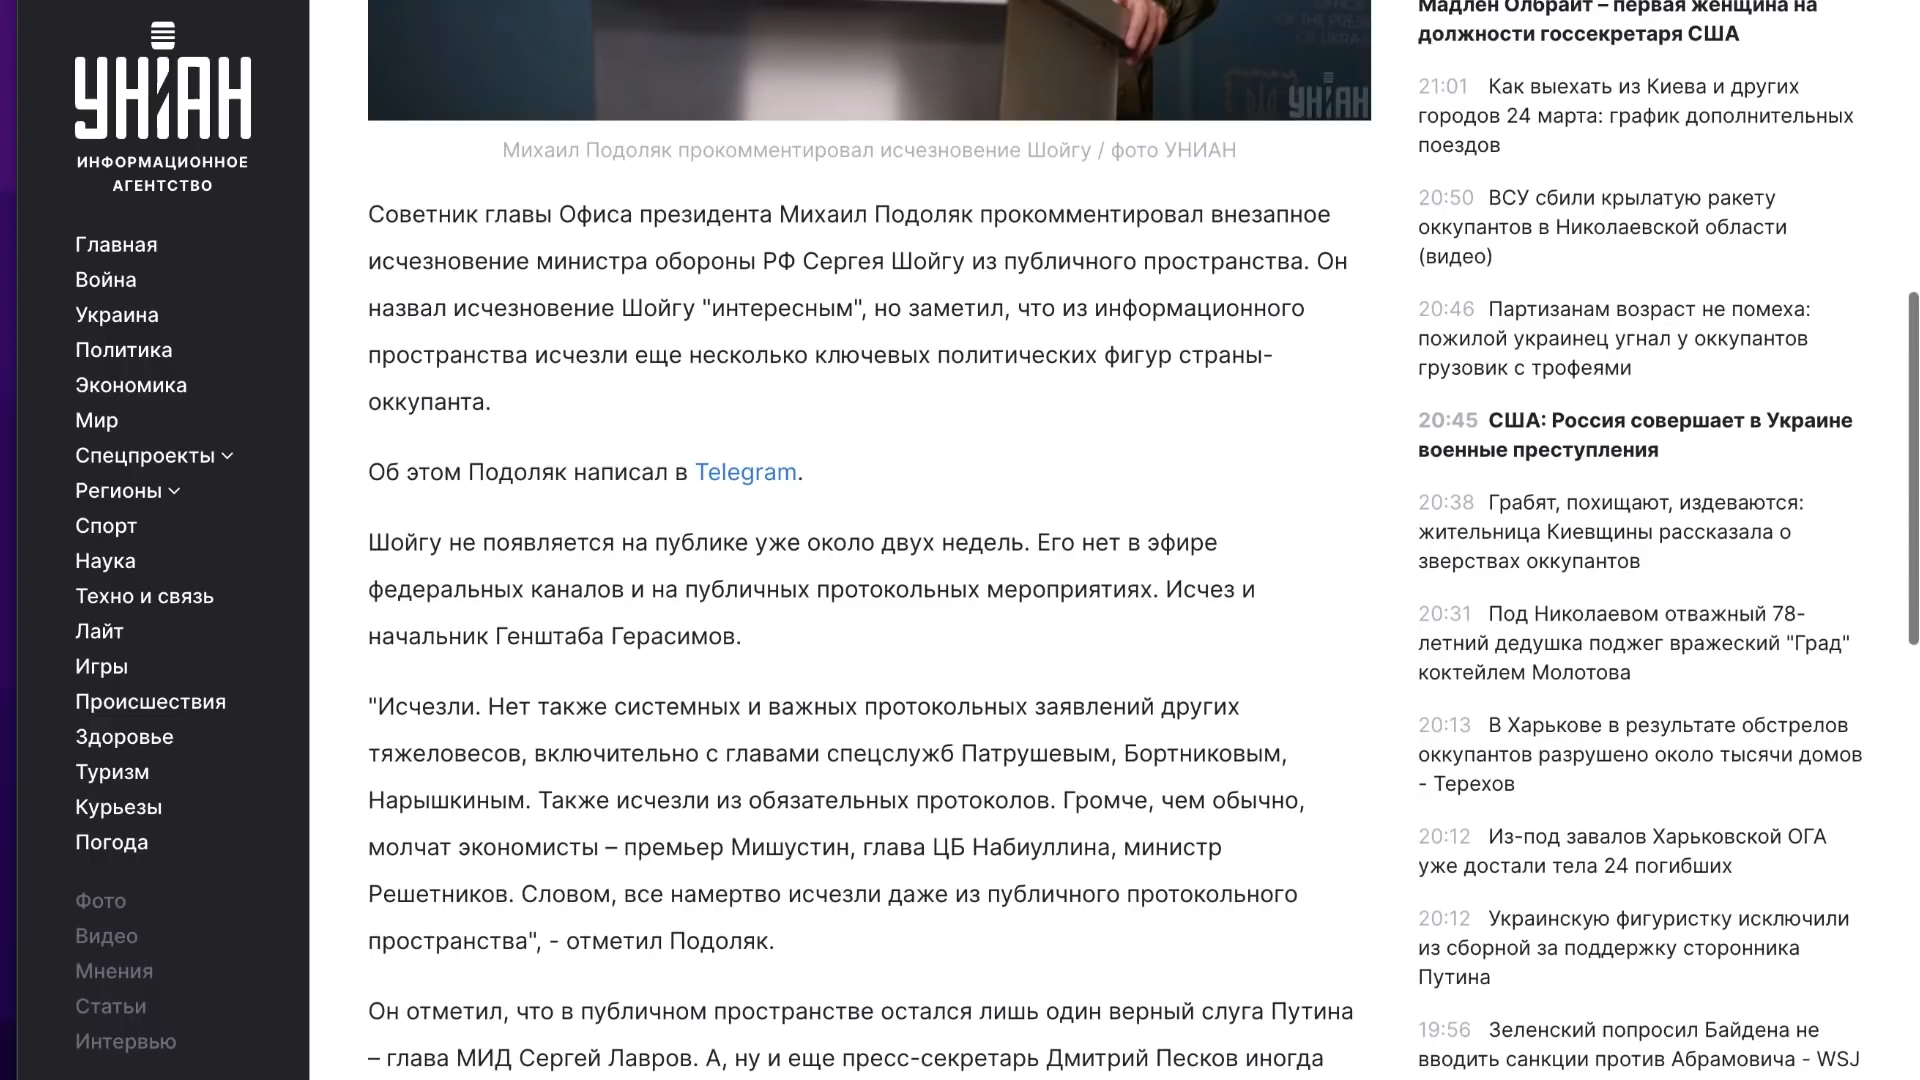 УНІАН
ИНФОРМАЦИОННОЕ
АГЕНТСТВО
Главная
Война
Украина
Политика
Экономика
Мир
Спецпроекты
Регионы
Спорт
Наука
Техно и связь
Лайт
Игры
Происшествия
Здоровье
Туризм
Курьезы
Погода
Фото
Видео
Мнения
Статьи
Интервью
УНІАН
Михаил Подоляк прокомментировал исчезновение Шойгу / фото УНИАН
Советник главы Офиса президента Михаил Подоляк прокомментировал внезапное
исчезновение министра обороны РФ Сергея Шойгу из публичного пространства. Он
назвал исчезновение Шойгу "интересным", но заметил, что из информационного
пространства исчезли еще несколько ключевых политических фигур страны-
оккупанта.
Об этом Подоляк написал в Telegram.
Шойгу не появляется на публике уже около двух недель. Его нет в эфире
федеральных каналов и на публичных протокольных мероприятиях. Исчез и
начальник Генштаба Герасимов.
"Исчезли. Нет также системных и важных протокольных заявлений других
тяжеловесов, включительно с главами спецслужб Патрушевым, Бортниковым,
Нарышкиным. Также исчезли из обязательных протоколов. Громче, чем обычно,
молчат экономисты – премьер Мишустин, глава ЦБ Набиуллина, министр
Решетников. Словом, все намертво исчезли даже из публичного протокольного
пространства", - отметил Подоляк.
Он отметил, что в публичном пространстве остался лишь один верный слуга Путина
– глава МИД Сергей Лавров. А, ну и еще пресс-секретарь Дмитрий Песков иногда
Мадлен Олбрайт – первая женщина на
должности госсекретаря США
21:01 Как выехать из Киева и других
городов 24 марта: график дополнительных
поездов
20:50 ВСУ сбили крылатую ракету
оккупантов в Николаевской области
(видео)
20:46 Партизанам возраст не помеха:
пожилой украинец угнал у оккупантов
грузовик с трофеями
20:45 США: Россия совершает в Украине
военные преступления
20:38 Грабят, похищают, издеваются:
жительница Киевщины рассказала о
зверствах оккупантов
20:31 Под Николаевом отважный 78-
летний дедушка поджег вражеский "Град"
коктейлем Молотова
20:13 В Харькове в результате обстрелов
оккупантов разрушено около тысячи домов
- Терехов
20:12 Из-под завалов Харьковской ОГА
уже достали тела 24 погибших
20:12 Украинскую фигуристку исключили
из сборной за поддержку сторонника
Путина
19:56 Зеленский попросил Байдена не
вводить санкции против Абрамовича - WSJ